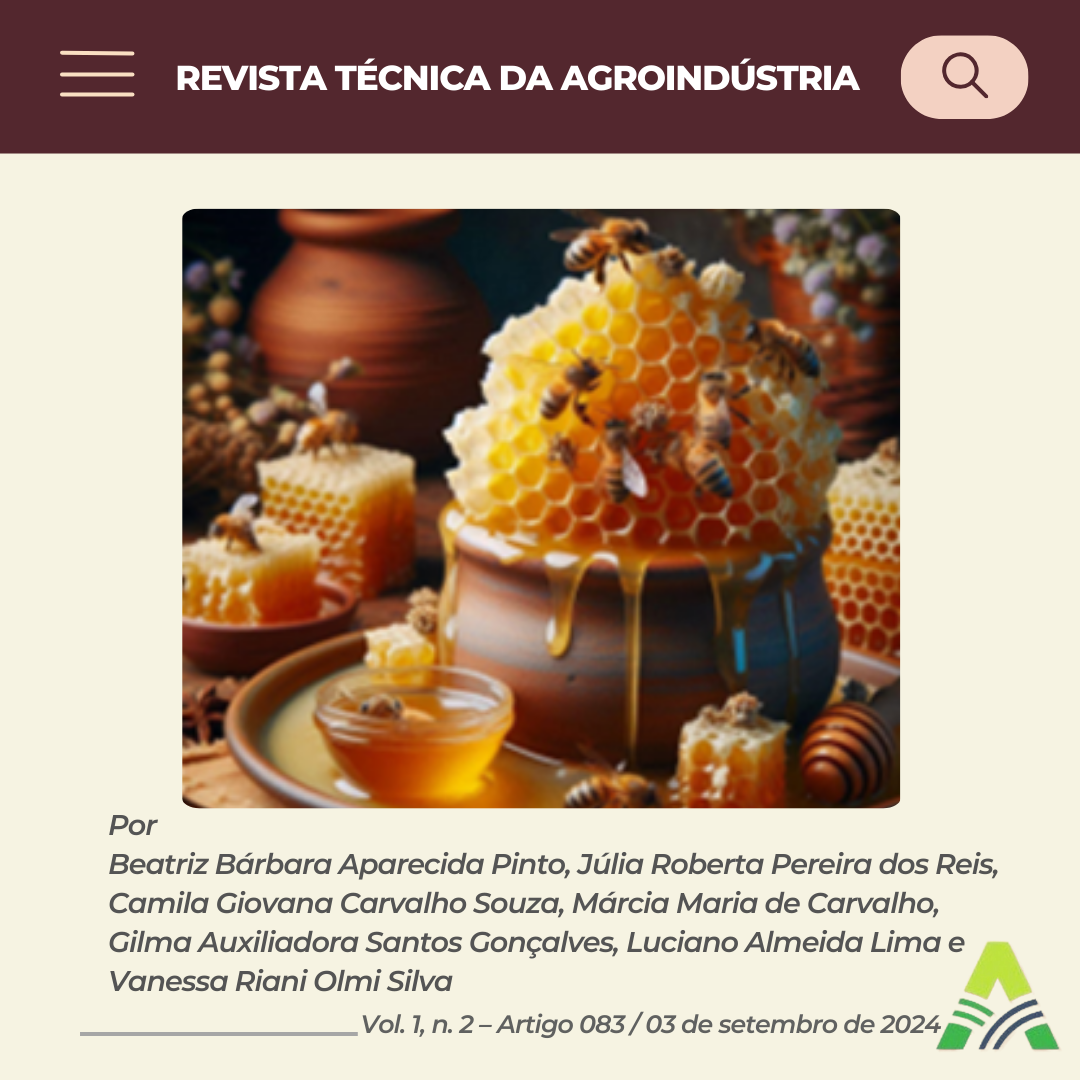 REVISTA TÉCNICA DA AGROINDÚSTRIA
Por
Beatriz Bárbara Aparecida Pinto, Júlia Roberta Pereira dos Reis,
Camila Giovana Carvalho Souza, Márcia Maria de Carvalho,
Gilma Auxiliadora Santos Gonçalves, Luciano Almeida Lima e
Vanessa Riani Olmi Silva
Vol. 1, n. 2 – Artigo 083 / 03 de setembro de 2024